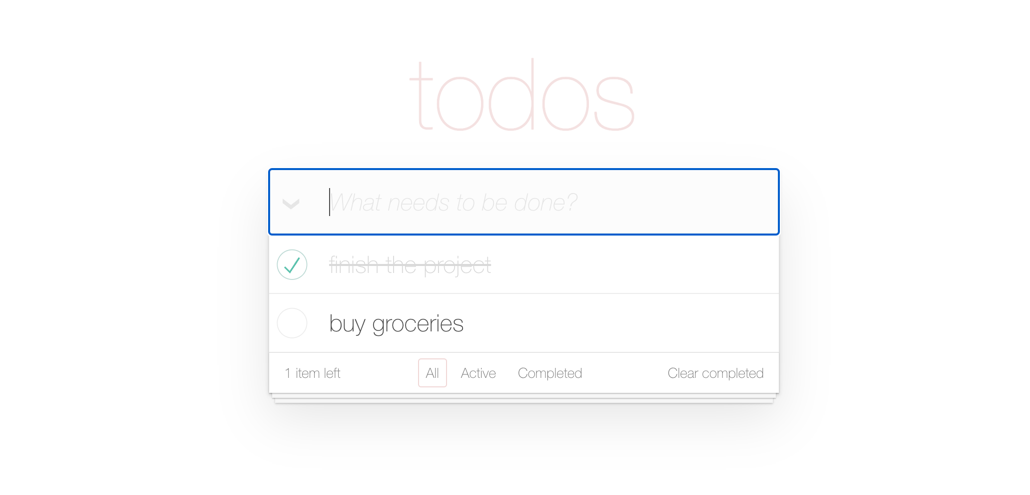 todos
What needs to be done?
finish the project
buy groceries
1 item left All Active Completed Clear completed